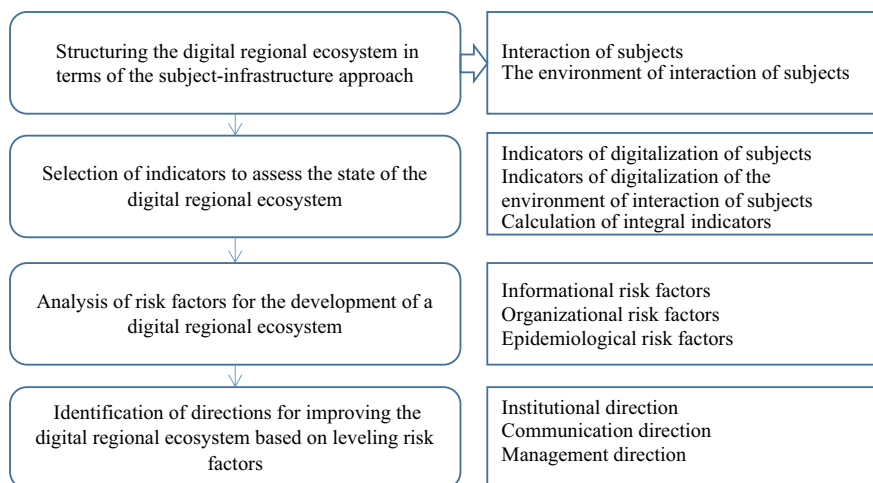 Structuring the digital regional ecosystem in
terms of the subject-infrastructure approach
Interaction of subjects
The environment of interaction of subjects
Selection of indicators to assess the state of the
digital regional ecosystem
Indicators of digitalization of subjects
Indicators of digitalization of the
environment of interaction of subjects
Calculation of integral indicators
Analysis of risk factors for the development of a
digital regional ecosystem
Informational risk factors
Organizational risk factors
Epidemiological risk factors
Identification of directions for improving the
digital regional ecosystem based on leveling risk
factors
Institutional direction
Communication direction
Management direction